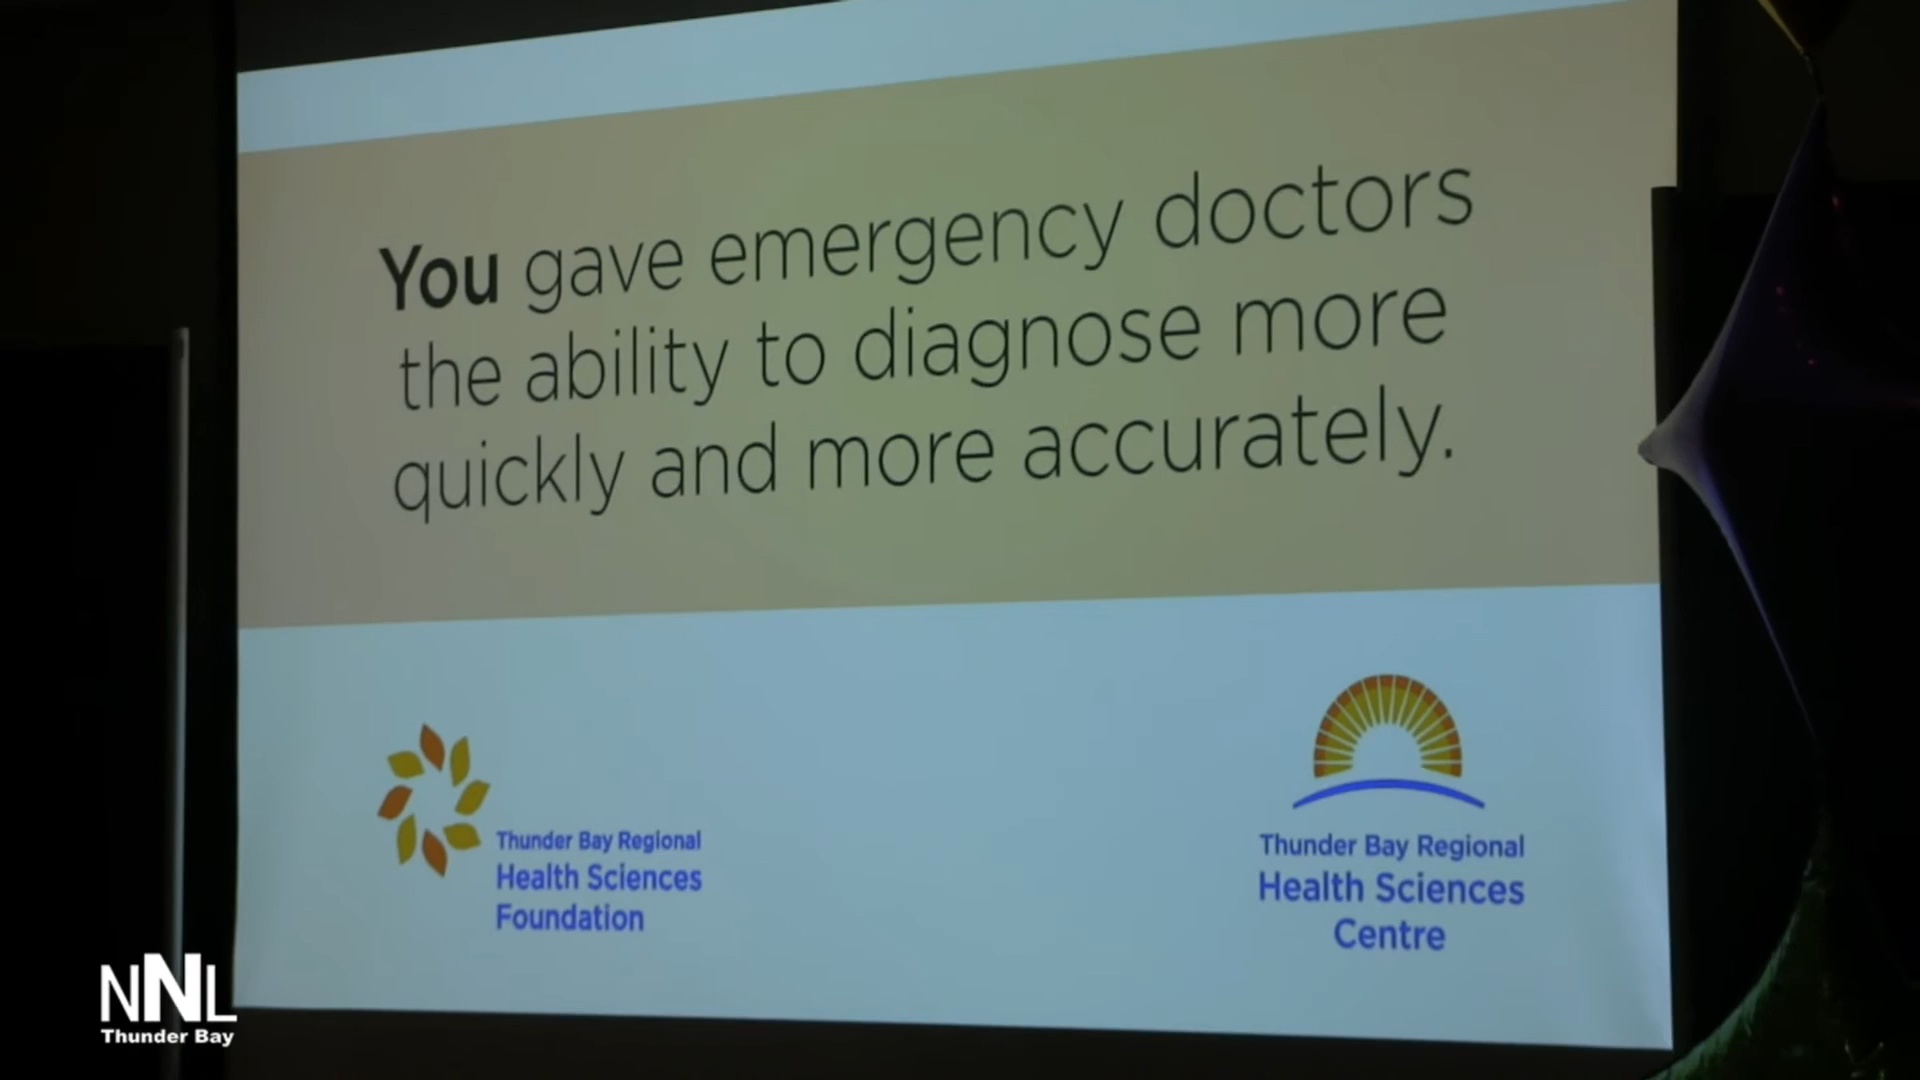 You gave emergency doctors
the ability to diagnose more
quickly and more accurately.
Thunder Bay Regional
Health Sciences
Foundation
Thunder Bay Regional
Health Sciences
Centre
NNL
Thunder Bay